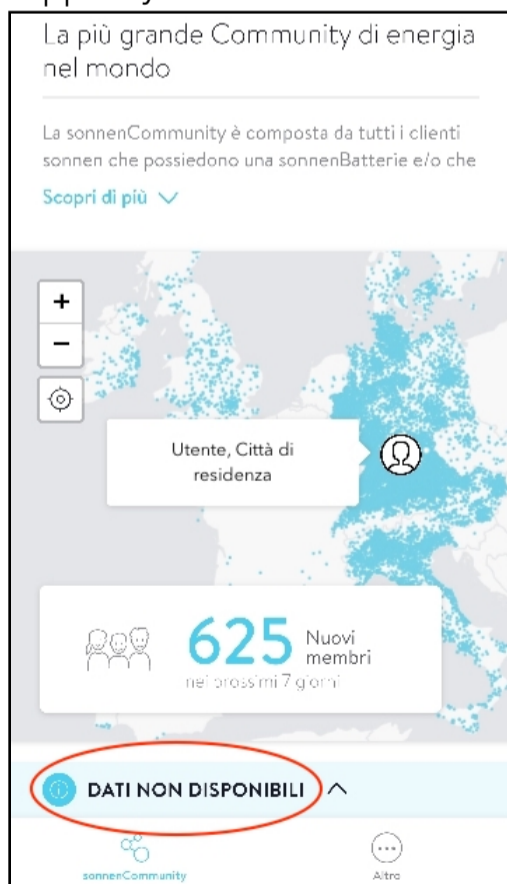 La più grande Community di energia
nel mondo
La sonnenCommunity è composta da tutti i clienti
sonnen che possiedono una sonnenBatterie e/o che
Scopri di più
+
−
Utente, Città di
residenza
625 Nuovi
membri
nei prossimi 7 giorni
DATI NON DISPONIBILI
sonnenCommunity
Altro